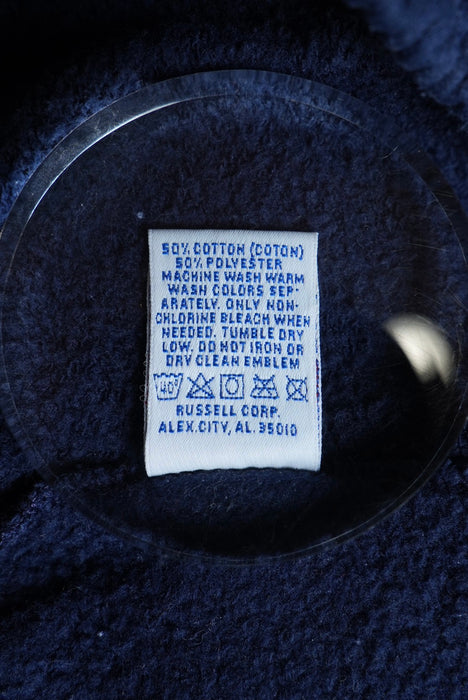 50% COTTON (COTON)
50% POLYESTER
MACHINE WASH WARM
WASH COLORS SEP-
ARATELY. ONLY NON-
CHLORINE BLEACH WHEN
NEEDED. TUMBLE DRY
LOW. DO NOT IRON OR
DRY CLEAN EMBLEM
40°
RUSSELL CORP.
ALEX.CITY, AL. 35010